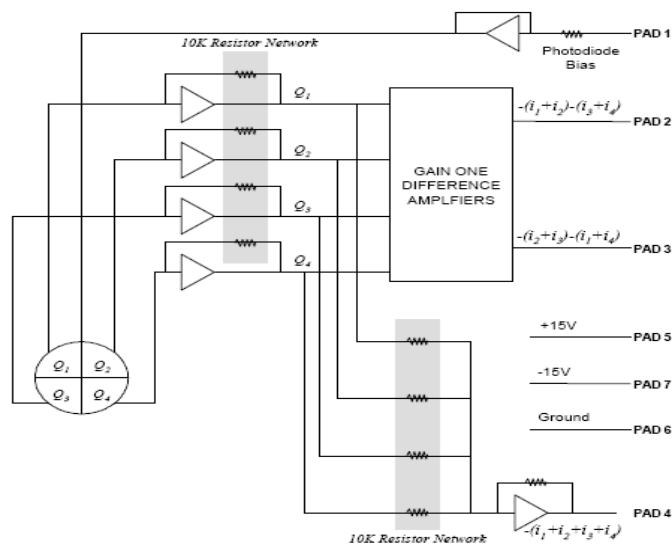 PAD 1
10K Resistor Network
Photodiode
Bias
Q1
-(i1+i2)-(i3+i4)
PAD 2
Q2
GAIN ONE
DIFFERENCE
AMPLFIERS
Q3
-(i2+i3)-(i1+i4)
PAD 3
Q4
+15V
PAD 5
Q1 Q2
Q3 Q4
-15V
PAD 7
Ground
PAD 6
PAD 4
-(i1+i2+i3+i4)
10K Resistor Network